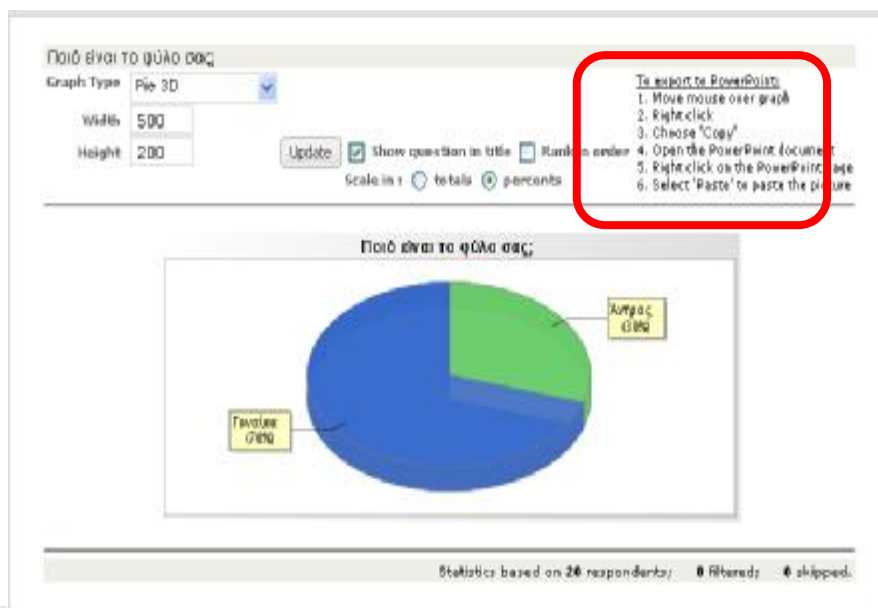 Ποιό είναι το φύλο σας;
Graph Type Pie 3D
Width 500
Height 200
Update Show question in title Rank in order
Scale in : totals percents
To export to PowerPoint:
1. Move mouse over graph
2. Right click
3. Choose "Copy"
4. Open the PowerPoint document
5. Right click on the PowerPoint page
6. Select 'Paste' to paste the picture
Ποιό είναι το φύλο σας;
Άντρας
Γυναίκα
Statistics based on respondents; 0 filtered; 0 skipped.